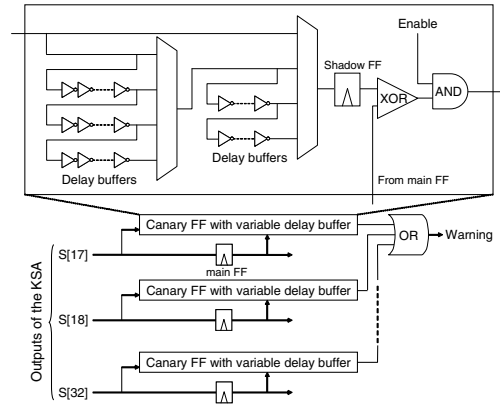 Enable
Shadow FF
XOR
AND
Delay buffers
Delay buffers
From main FF
Canary FF with variable delay buffer
OR
Warning
S[17]
main FF
Canary FF with variable delay buffer
S[18]
Canary FF with variable delay buffer
S[32]
Outputs of the KSA